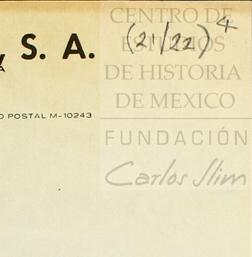 CENTRO DE
ESTUDIOS
DE HISTORIA
DE MEXICO
FUNDACIÓN
Carlos Slim
(21/22) 4
, S. A.
A
O POSTAL M-10243